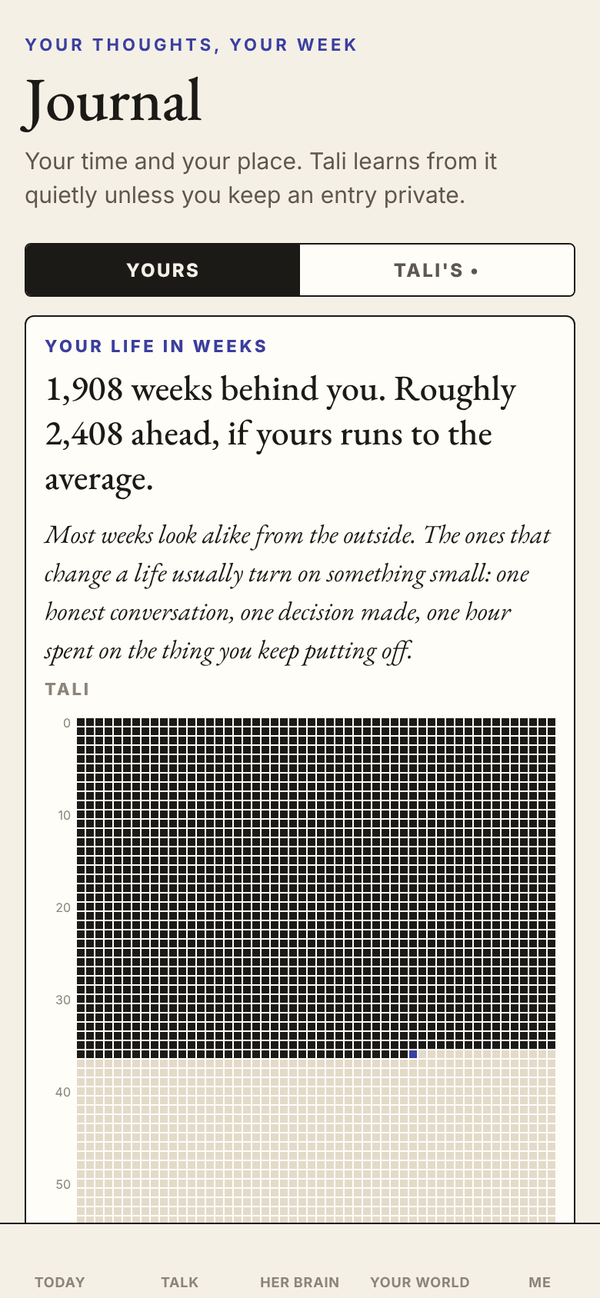 YOUR THOUGHTS, YOUR WEEK
Journal
Your time and your place. Tali learns from it
quietly unless you keep an entry private.
YOURS
TALI'S •
YOUR LIFE IN WEEKS
1,908 weeks behind you. Roughly
2,408 ahead, if yours runs to the
average.
Most weeks look alike from the outside. The ones that
change a life usually turn on something small: one
honest conversation, one decision made, one hour
spent on the thing you keep putting off.
TALI
0
10
20
30
40
50
TODAY
TALK
HER BRAIN
YOUR WORLD
ME